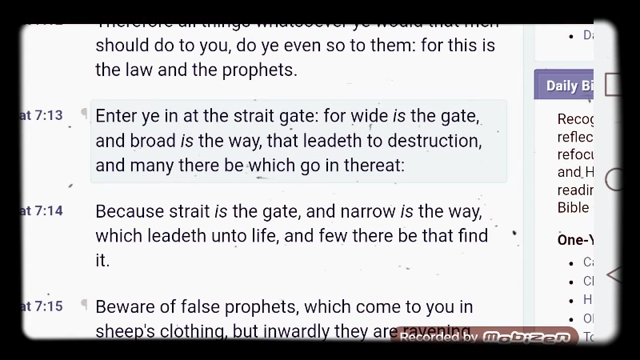 Therefore all things whatsoever ye would that men
should do to you, do ye even so to them: for this is
the law and the prophets.
at 7:13 ¶ Enter ye in at the strait gate: for wide is the gate,
and broad is the way, that leadeth to destruction,
and many there be which go in thereat:
at 7:14 Because strait is the gate, and narrow is the way,
which leadeth unto life, and few there be that find
it.
at 7:15 ¶ Beware of false prophets, which come to you in
sheep's clothing, but inwardly they are ravening
Da
Daily Bi
Recog
reflec
refocu
and H
readin
Bible
One-Y
Ca
Cl
H
Ol
To
Recorded by Mobizen